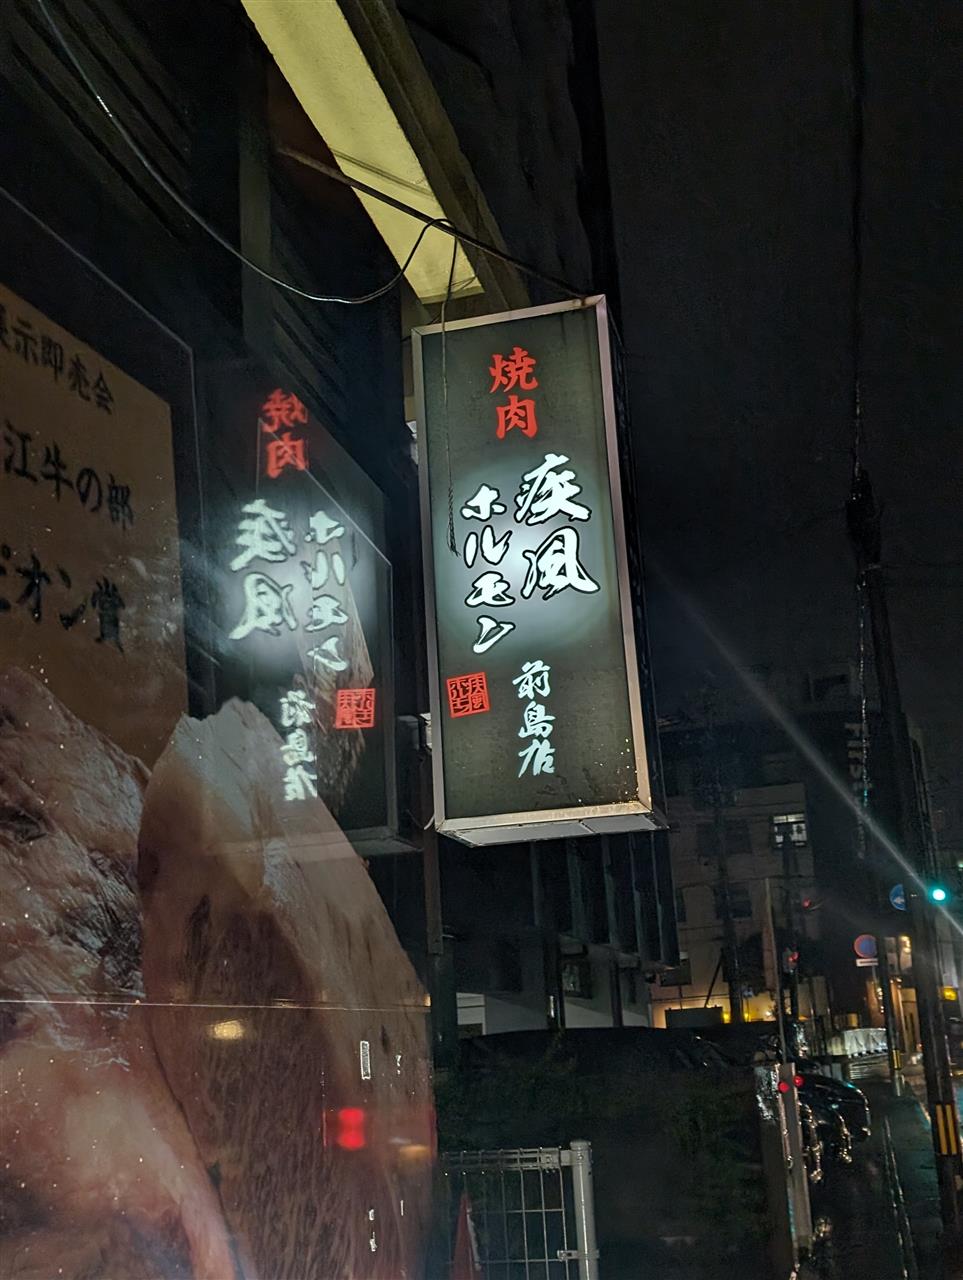 焼肉
疾風
ホルモン
前島店
展示即売会
江牛の部
ピオン賞